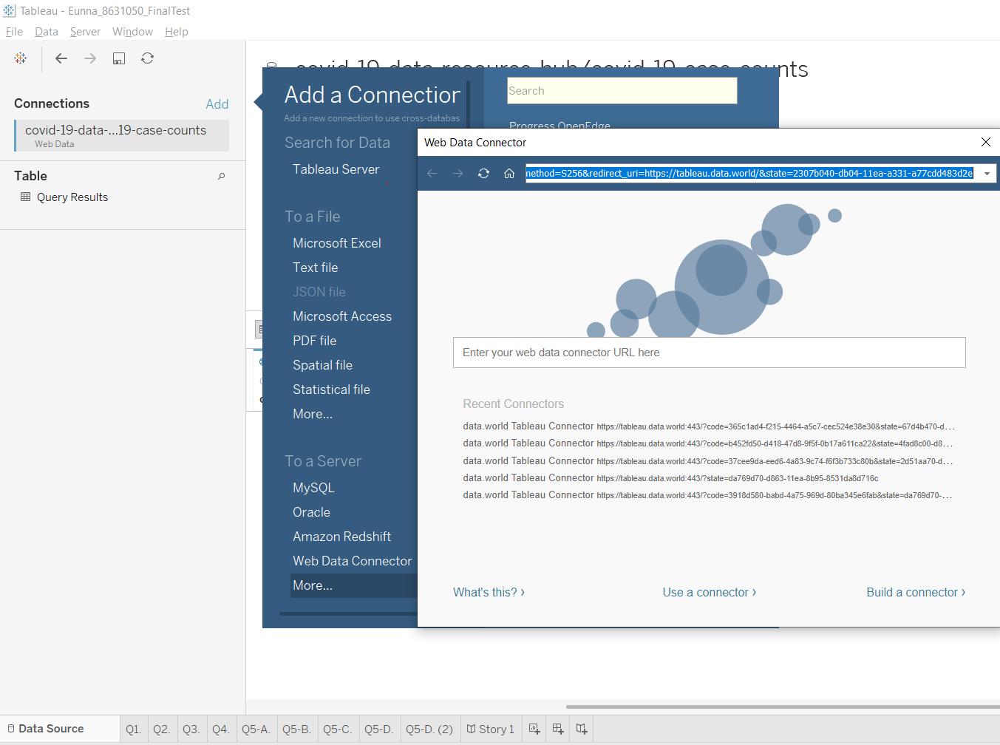 Tableau - Eunna_8631050_FinalTest
File Data Server Window Help
Connections
Add
covid-19-data-...19-case-counts
Web Data
Table
Query Results
covid-19-data-resource-hub/covid-19-case-counts
Add a Connection
Add a new connection to use cross-databas
Search for Data
Tableau Server
To a File
Microsoft Excel
Text file
JSON file
Microsoft Access
PDF file
Spatial file
Statistical file
More...
To a Server
MySQL
Oracle
Amazon Redshift
Web Data Connector
More...
Search
Progress OpenEdge
Web Data Connector
nethod=S256&redirect_uri=https://tableau.data.world/&state=2307b040-db04-11ea-a331-a77cdd483d2e
Enter your web data connector URL here
Recent Connectors
data.world Tableau Connector https://tableau.data.world:443/?code=365c1ad4-f215-4464-a5c7-cec524e38e30&state=67d4b470-d...
data.world Tableau Connector https://tableau.data.world:443/?code=b452fd50-d418-47d8-9f5f-0b17a611ca22&state=4fad8c00-d8...
data.world Tableau Connector https://tableau.data.world:443/?code=37cee9da-eed6-4a83-9c74-f6f3b733c80b&state=2d51aa70-d...
data.world Tableau Connector https://tableau.data.world:443/?state=da769d70-d863-11ea-8b95-8531da8d716c
data.world Tableau Connector https://tableau.data.world:443/?code=3918d580-babd-4a75-969d-80ba345e6fab&state=da769d70-...
What's this? ›
Use a connector ›
Build a connector ›
Data Source Q1. Q2. Q3. Q4. Q5-A. Q5-B. Q5-C. Q5-D. Q5-D. (2) Story 1